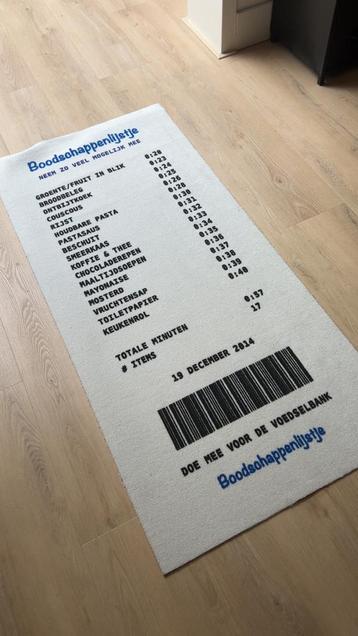 Boodschappenlijstje
NEEM ZO VEEL MOGELIJK MEE
GROENTE/FRUIT IN BLIK 0:20
BROODBELEG 0:23
ONTBIJTKOEK 0:24
COUSCOUS 0:25
RIJST 0:26
HOUDBARE PASTA 0:28
PASTASAUS 0:30
BESCHUIT 0:31
SMEERKAAS 0:32
KOFFIE & THEE 0:33
CHOCOLADEREPEN 0:34
MAALTIJDSOEPEN 0:35
MAYONAISE 0:36
MOSTERD 0:37
VRUCHTENSAP 0:38
TOILETPAPIER 0:39
KEUKENROL 0:40
TOTALE MINUTEN 0:37
# ITEMS 17
19 DECEMBER 2014
DOE MEE VOOR DE VOEDSELBANK
Boodschappenlijstje